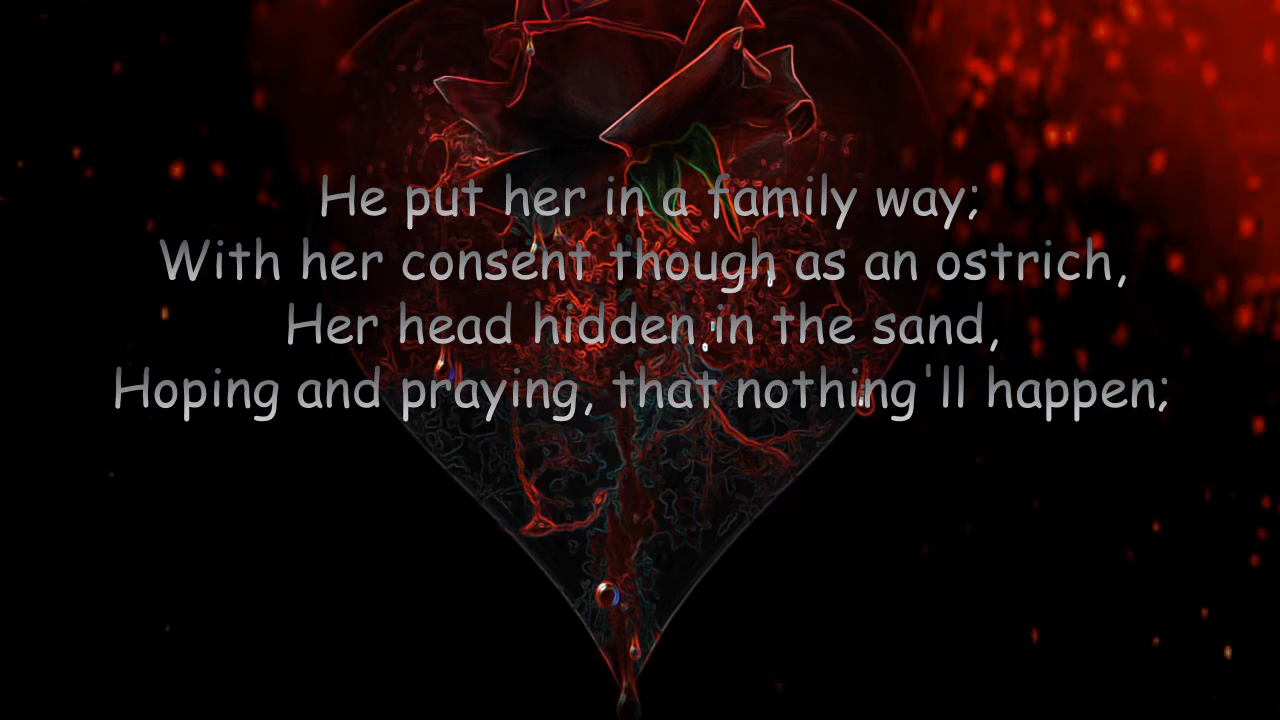 He put her in a family way;
With her consent though as an ostrich,
Her head hidden in the sand,
Hoping and praying, that nothing'll happen;